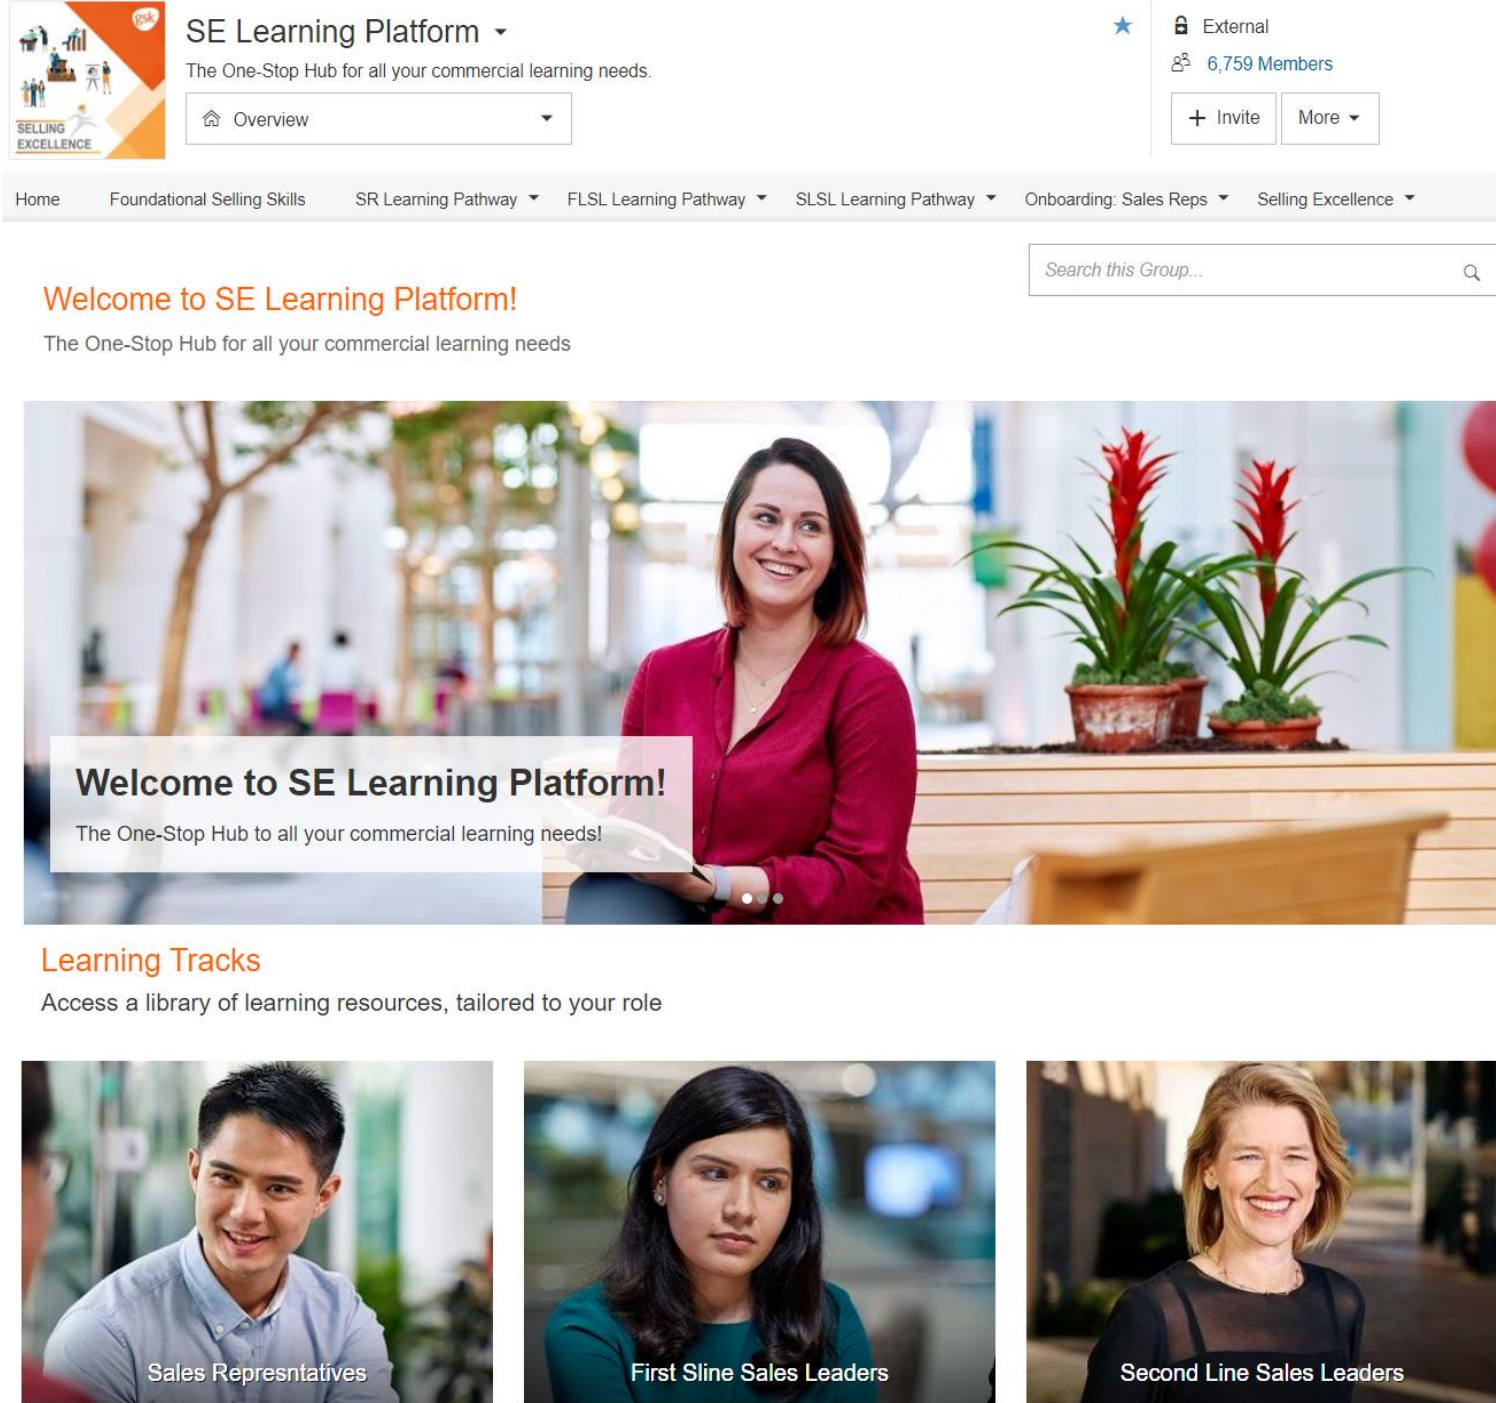 gsk
SELLING
EXCELLENCE
SE Learning Platform
The One-Stop Hub for all your commercial learning needs.
Overview
External
6,759 Members
Invite
More
Home
Foundational Selling Skills
SR Learning Pathway
FLSL Learning Pathway
SLSL Learning Pathway
Onboarding: Sales Reps
Selling Excellence
Search this Group...
Welcome to SE Learning Platform!
The One-Stop Hub for all your commercial learning needs
Welcome to SE Learning Platform!
The One-Stop Hub to all your commercial learning needs!
Learning Tracks
Access a library of learning resources, tailored to your role
Sales Represntatives
First Sline Sales Leaders
Second Line Sales Leaders